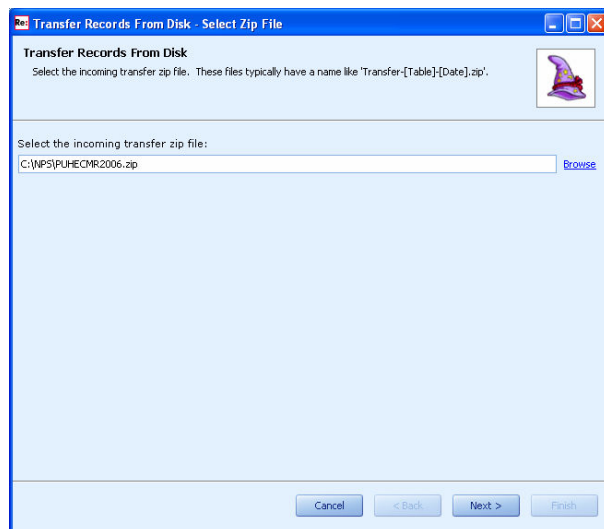 Re: Transfer Records From Disk - Select Zip File
Transfer Records From Disk
Select the incoming transfer zip file. These files typically have a name like 'Transfer-[Table]-[Date].zip'.
Select the incoming transfer zip file:
C:\NPS\PUHECMR2006.zip Browse
Cancel < Back Next > Finish